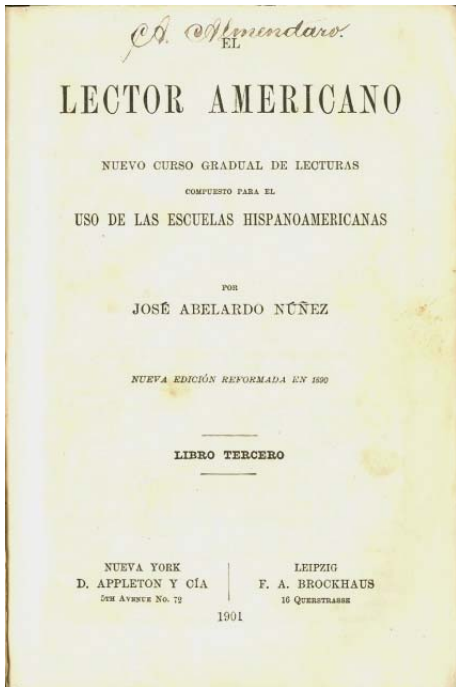 A. Almendaro.
EL
LECTOR AMERICANO
NUEVO CURSO GRADUAL DE LECTURAS
COMPUESTO PARA EL
USO DE LAS ESCUELAS HISPANOAMERICANAS
POR
JOSÉ ABELARDO NÚÑEZ
NUEVA EDICIÓN REFORMADA EN 1890
LIBRO TERCERO
NUEVA YORK
D. APPLETON Y CÍA
5TH AVENUE No. 72
LEIPZIG
F. A. BROCKHAUS
16 QUERSTRASSE
1901